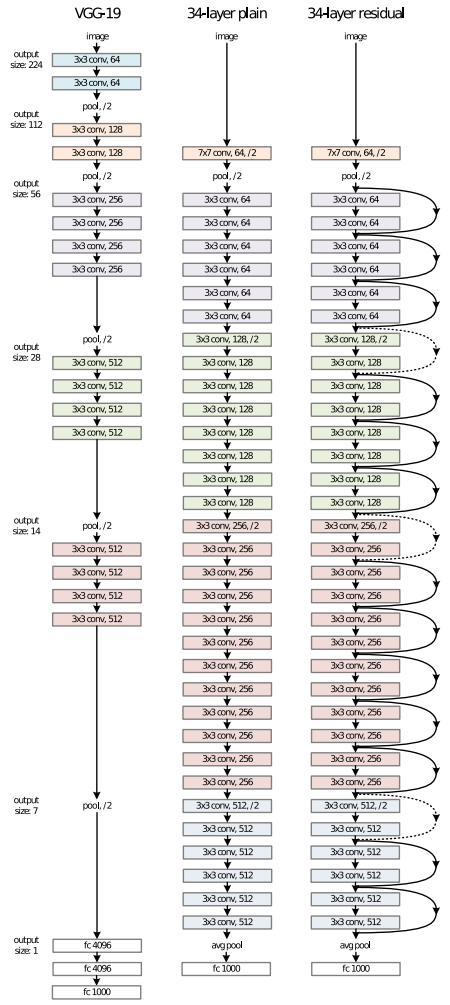 VGG-19
image
output
size: 224
3x3 conv, 64
3x3 conv, 64
pool, /2
output
size: 112
3x3 conv, 128
3x3 conv, 128
pool, /2
output
size: 56
3x3 conv, 256
3x3 conv, 256
3x3 conv, 256
3x3 conv, 256
pool, /2
output
size: 28
3x3 conv, 512
3x3 conv, 512
3x3 conv, 512
3x3 conv, 512
pool, /2
output
size: 14
3x3 conv, 512
3x3 conv, 512
3x3 conv, 512
3x3 conv, 512
pool, /2
output
size: 7
output
size: 1
fc 4096
fc 4096
fc 1000
34-layer plain
image
7x7 conv, 64, /2
pool, /2
3x3 conv, 64
3x3 conv, 64
3x3 conv, 64
3x3 conv, 64
3x3 conv, 64
3x3 conv, 64
3x3 conv, 128, /2
3x3 conv, 128
3x3 conv, 128
3x3 conv, 128
3x3 conv, 128
3x3 conv, 128
3x3 conv, 128
3x3 conv, 128
3x3 conv, 256, /2
3x3 conv, 256
3x3 conv, 256
3x3 conv, 256
3x3 conv, 256
3x3 conv, 256
3x3 conv, 256
3x3 conv, 256
3x3 conv, 256
3x3 conv, 256
3x3 conv, 256
3x3 conv, 256
3x3 conv, 512, /2
3x3 conv, 512
3x3 conv, 512
3x3 conv, 512
3x3 conv, 512
3x3 conv, 512
avg pool
fc 1000
34-layer residual
image
7x7 conv, 64, /2
pool, /2
3x3 conv, 64
3x3 conv, 64
3x3 conv, 64
3x3 conv, 64
3x3 conv, 64
3x3 conv, 64
3x3 conv, 128, /2
3x3 conv, 128
3x3 conv, 128
3x3 conv, 128
3x3 conv, 128
3x3 conv, 128
3x3 conv, 128
3x3 conv, 128
3x3 conv, 256, /2
3x3 conv, 256
3x3 conv, 256
3x3 conv, 256
3x3 conv, 256
3x3 conv, 256
3x3 conv, 256
3x3 conv, 256
3x3 conv, 256
3x3 conv, 256
3x3 conv, 256
3x3 conv, 256
3x3 conv, 512, /2
3x3 conv, 512
3x3 conv, 512
3x3 conv, 512
3x3 conv, 512
3x3 conv, 512
avg pool
fc 1000